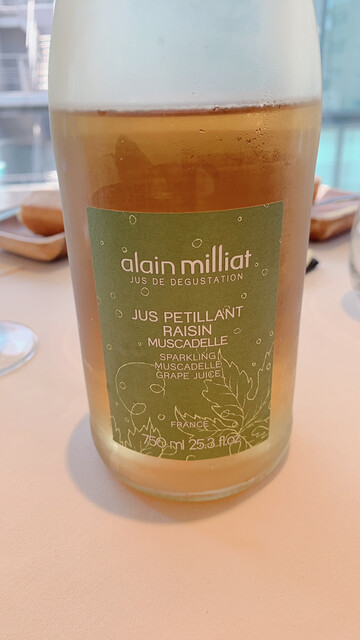 alain milliat
JUS DE DEGUSTATION
JUS PETILLANT
RAISIN
MUSCADELLE
SPARKLING
MUSCADELLE
GRAPE JUICE
FRANCE
750 ml 25.3 fl.oz